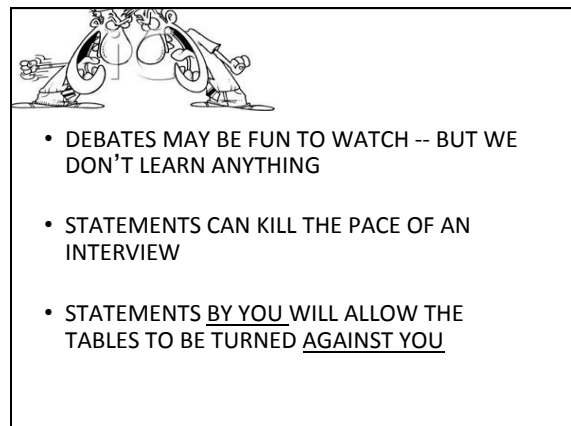 • DEBATES MAY BE FUN TO WATCH -- BUT WE
DON’T LEARN ANYTHING
• STATEMENTS CAN KILL THE PACE OF AN
INTERVIEW
• STATEMENTS BY YOU WILL ALLOW THE
TABLES TO BE TURNED AGAINST YOU